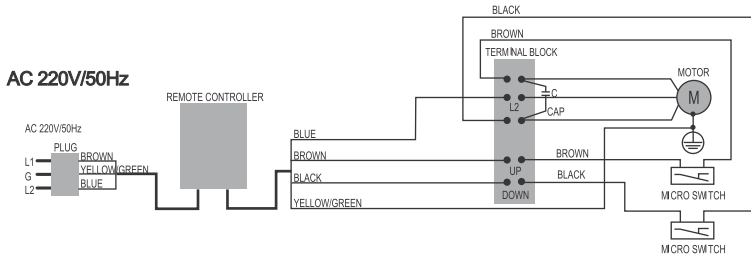 BLACK
BROWN
TERMINAL BLOCK
AC 220V/50Hz
MOTOR
REMOTE CONTROLLER
C
M
L2
CAP
AC 220V/50Hz
PLUG
BLUE
L1
BROWN
BROWN
BROWN
G
YELLOW/GREEN
UP
L2
BLUE
BLACK
BLACK
DOWN
MICRO SWITCH
YELLOW/GREEN
MICRO SWITCH